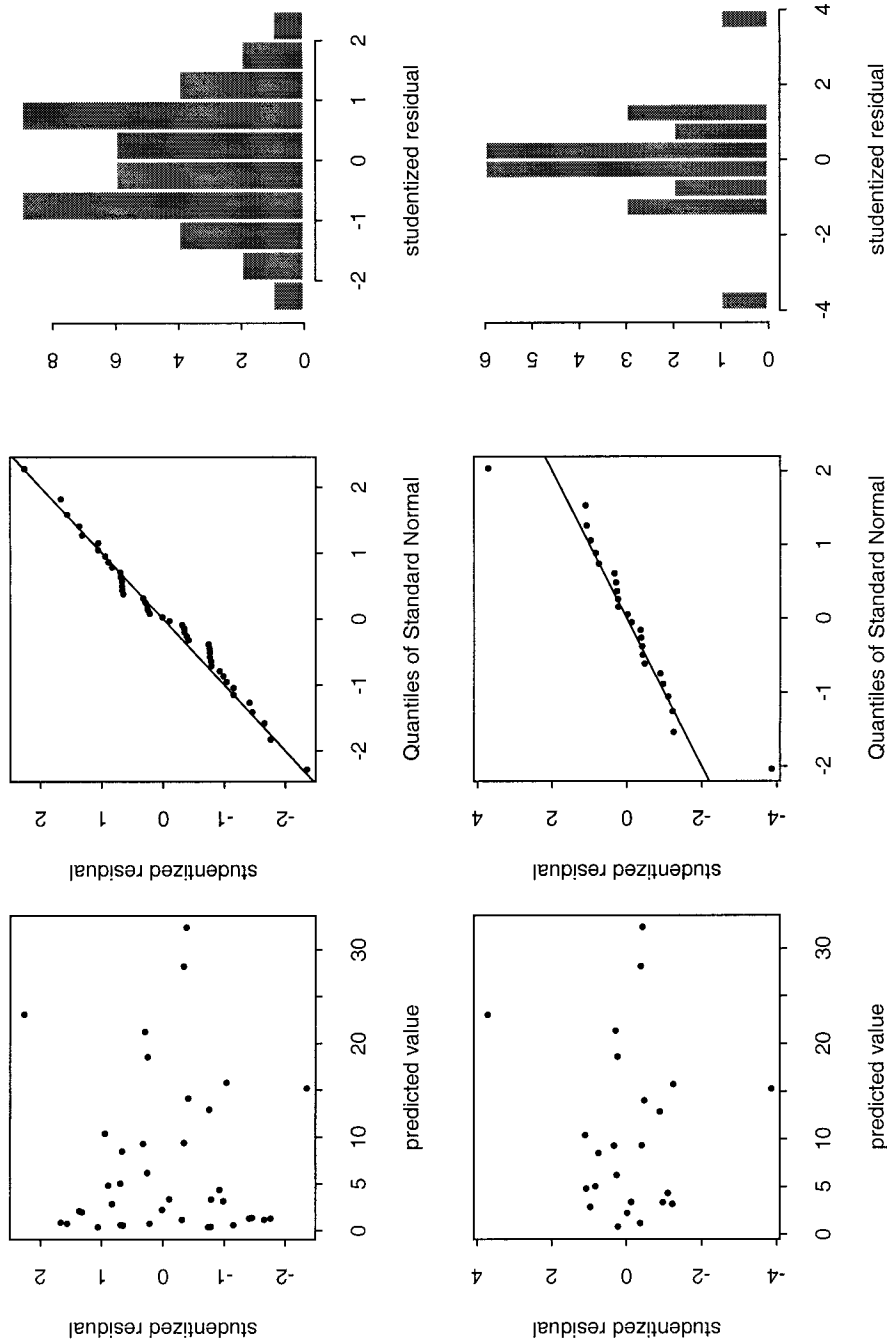 8 6 4 2 0
-2 -1 0 1 2
studentized residual
6 5 4 3 2 1 0
-4 -2 0 2 4
studentized residual
studentized residual
2 1 0 -1 -2
-2 -1 0 1 2
Quantiles of Standard Normal
studentized residual
4 2 0 -2 -4
-2 -1 0 1 2
Quantiles of Standard Normal
studentized residual
2 1 0 -1 -2
0 5 10 20 30
predicted value
studentized residual
4 2 0 -2 -4
0 5 10 20 30
predicted value